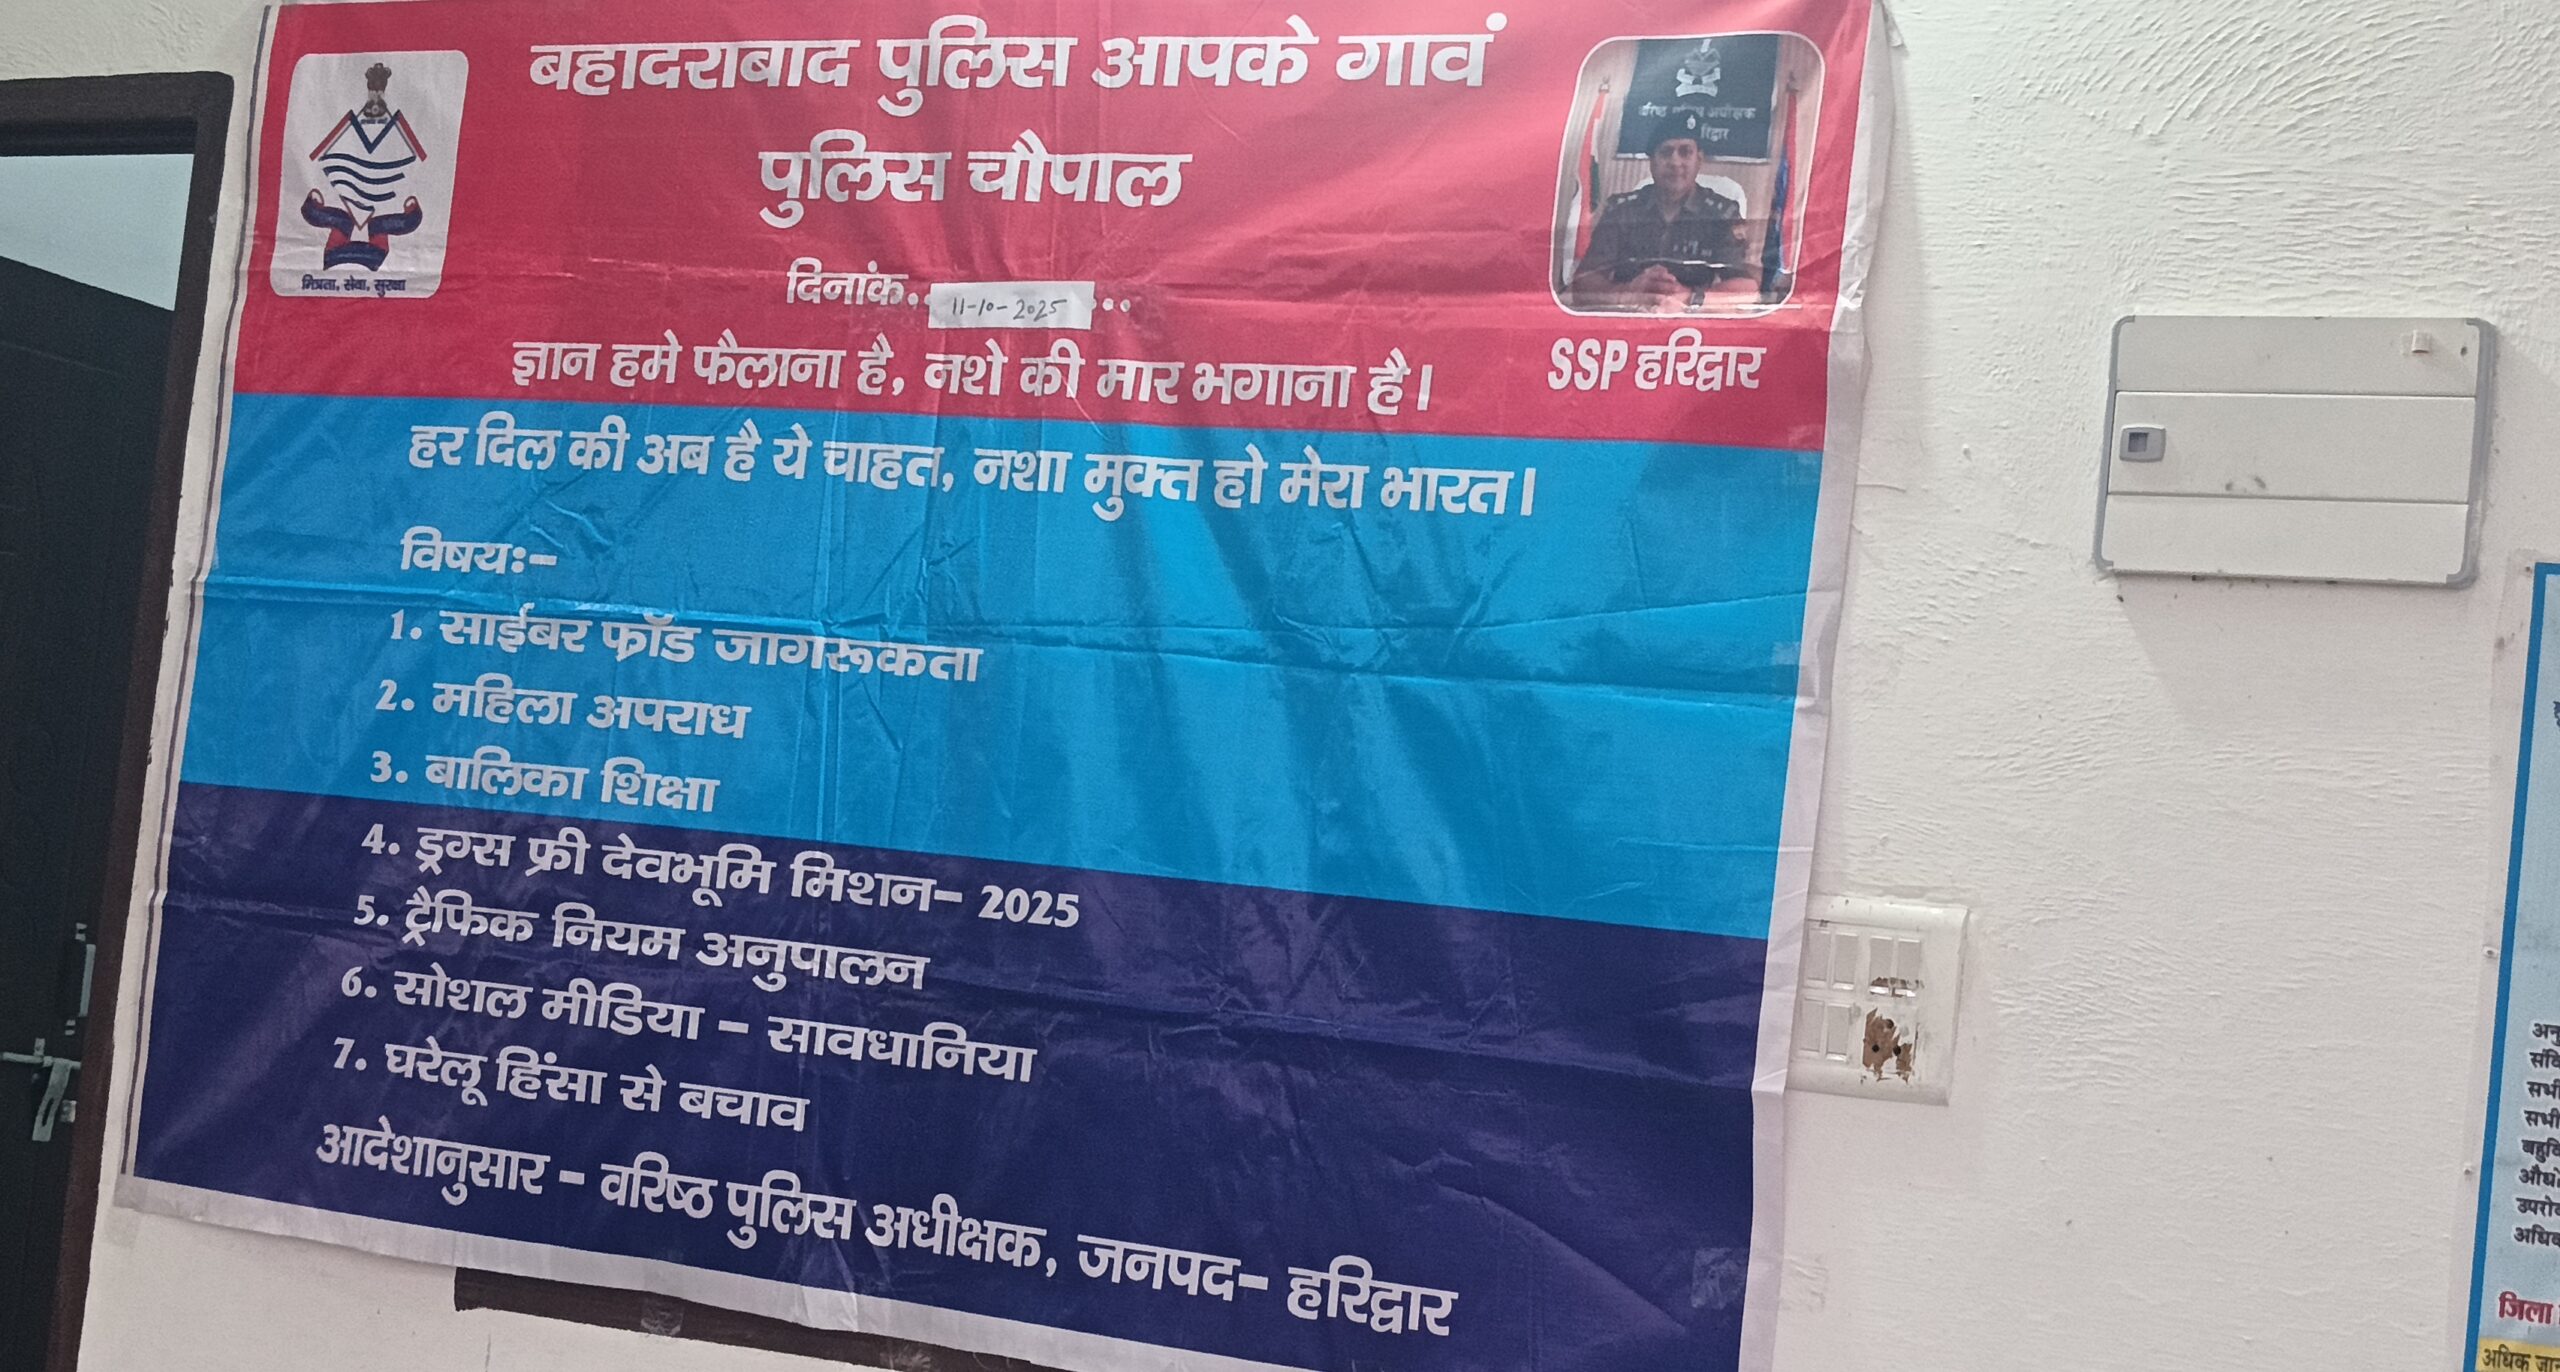 बहादराबाद पुलिस आपके गावं
पुलिस चौपाल
मित्रता, सेवा, सुरक्षा
दिनांक.. 11-10-2025 ...
SSP हरिद्वार
ज्ञान हमे फैलाना है, नशे की मार भगाना है।
हर दिल की अब है ये चाहत, नशा मुक्त हो मेरा भारत।
विषयः-
1. साईबर फ्रॉड जागरूकता
2. महिला अपराध
3. बालिका शिक्षा
4. ड्रग्स फ्री देवभूमि मिशन- 2025
5. ट्रैफिक नियम अनुपालन
6. सोशल मीडिया - सावधानिया
7. घरेलू हिंसा से बचाव
आदेशानुसार - वरिष्ठ पुलिस अधीक्षक, जनपद- हरिद्वार
जिला